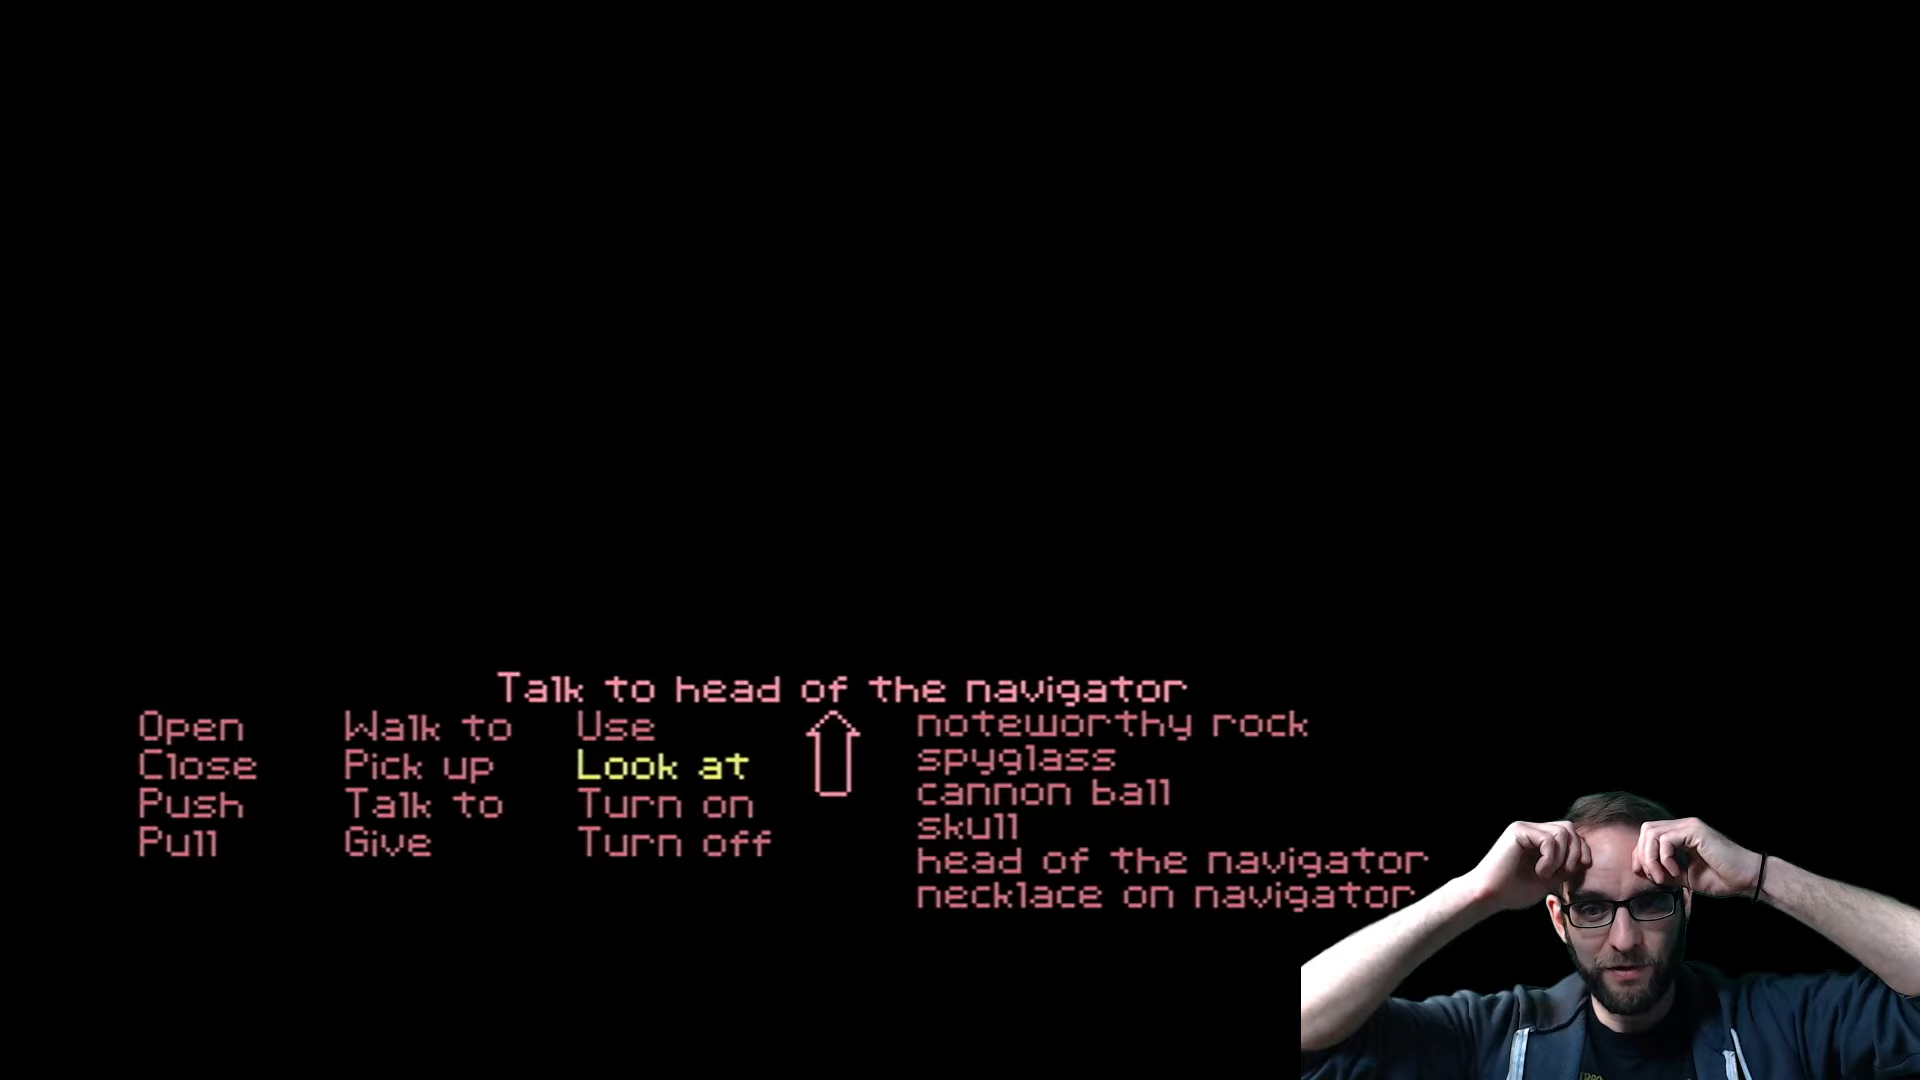 Talk to head of the navigator
Open Walk to Use
Close Pick up Look at
Push Talk to Turn on
Pull Give Turn off
noteworthy rock
spyglass
cannon ball
skull
head of the navigator
necklace on navigator